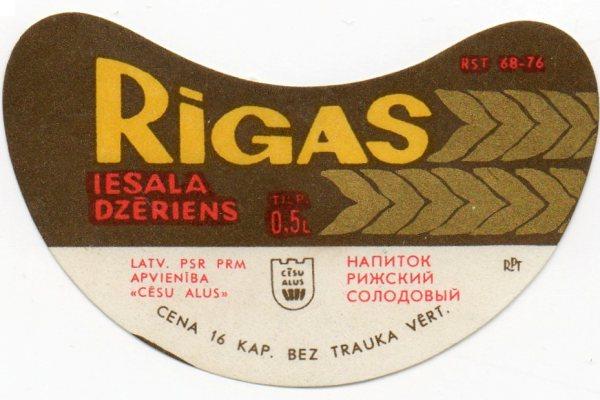 RĪGAS
RST 68-76
IESALA
DZĒRIENS
TILP.
0,5L
LATV. PSR PRM
APVIENĪBA
«CĒSU ALUS»
CĒSU
ALUS
НАПИТОК
РИЖСКИЙ
СОЛОДОВЫЙ
RPT
CENA 16 KAP. BEZ TRAUKA VĒRT.